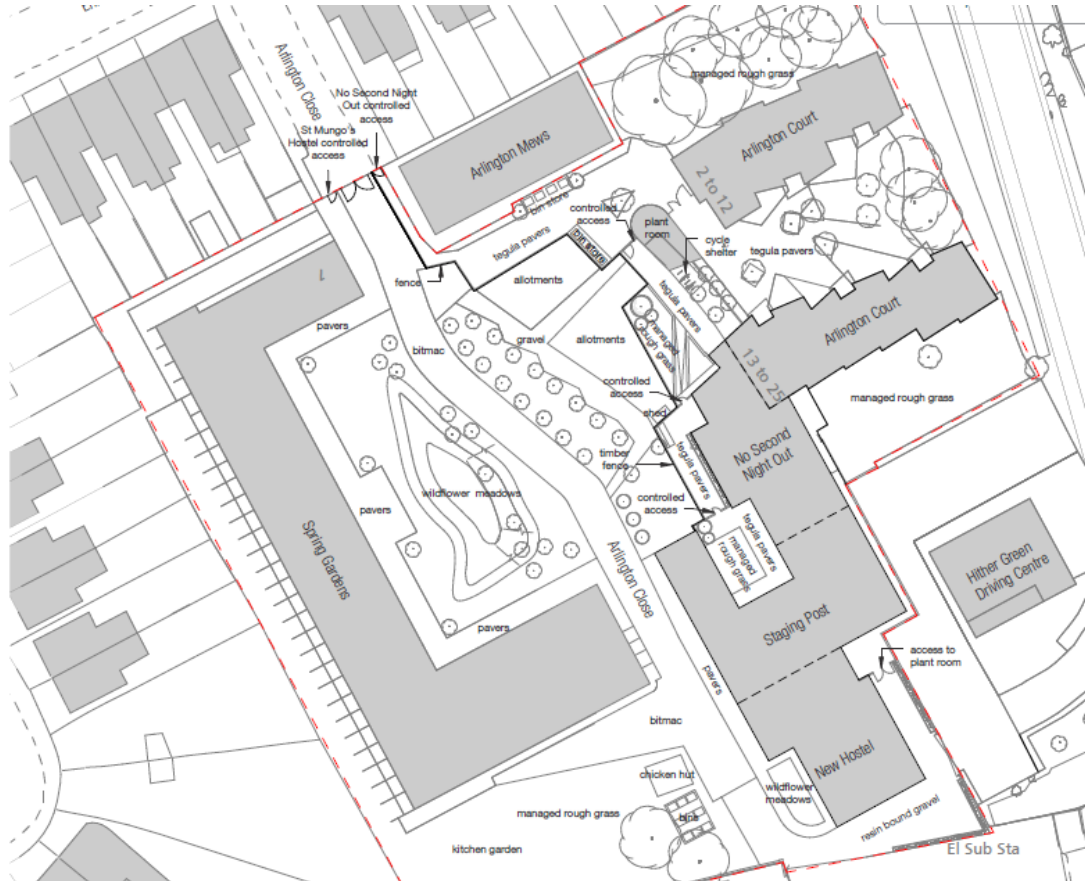 Arlington Close
No Second Night
Out controlled
access
St Mungo's
Hostel controlled
access
managed rough grass
Arlington Mews
Arlington Court
2 to 12
bin store
controlled
access
plant
room
tegula pavers
bin store
cycle
shelter
tegula pavers
fence
allotments
tegula pavers
pavers
bitmac
gravel
allotments
managed
rough grass
Arlington Court
13 to 25
controlled
access
managed rough grass
shed
No Second
Night Out
timber
fence
tegula pavers
wildflower meadows
controlled
access
pavers
tegula pavers
managed
rough grass
Spring Gardens
Arlington Close
Hither Green
Driving Centre
Staging Post
pavers
access to
plant room
pavers
bitmac
New Hostel
chicken hut
wildflower
meadows
managed rough grass
bins
resin bound gravel
kitchen garden
El Sub Sta